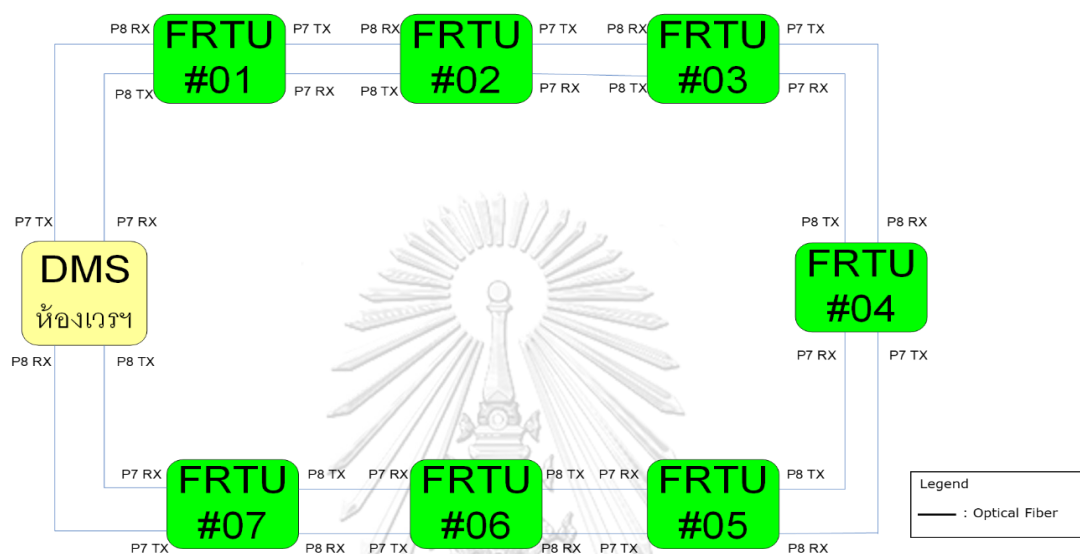 P8 RX
FRTU
#01
P7 TX
P8 TX
P7 RX
P8 RX
FRTU
#02
P7 TX
P8 TX
P7 RX
P8 RX
FRTU
#03
P7 TX
P8 TX
P7 RX
P7 TX
P7 RX
DMS
ห้องเวรฯ
P8 RX
P8 TX
P8 TX
P8 RX
FRTU
#04
P7 RX
P7 TX
P7 RX
FRTU
#07
P8 TX
P7 TX
P8 RX
P7 RX
FRTU
#06
P8 TX
P7 TX
P8 RX
P7 RX
FRTU
#05
P8 TX
P7 TX
P8 RX
Legend
: Optical Fiber